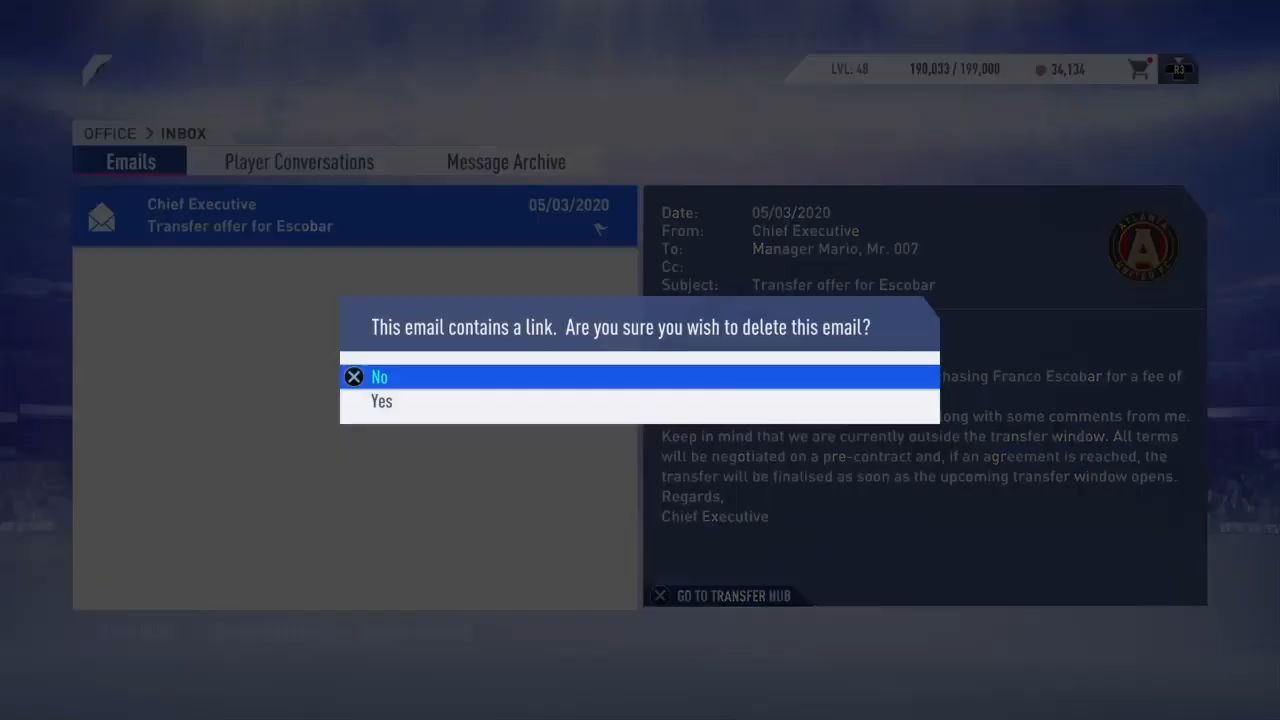 LVL: 48
190,033 / 199,000
34,134
R3
OFFICE > INBOX
Emails
Player Conversations
Message Archive
Chief Executive
05/03/2020
Transfer offer for Escobar
Date: 05/03/2020
From: Chief Executive
To: Manager Mario, Mr. 007
Cc:
Subject: Transfer offer for Escobar
ATLANTA
A
UNITED FC
This email contains a link. Are you sure you wish to delete this email?
No
Yes
hasing Franco Escobar for a fee of
ong with some comments from me.
Keep in mind that we are currently outside the transfer window. All terms
will be negotiated on a pre-contract and, if an agreement is reached, the
transfer will be finalised as soon as the upcoming transfer window opens.
Regards,
Chief Executive
GO TO TRANSFER HUB